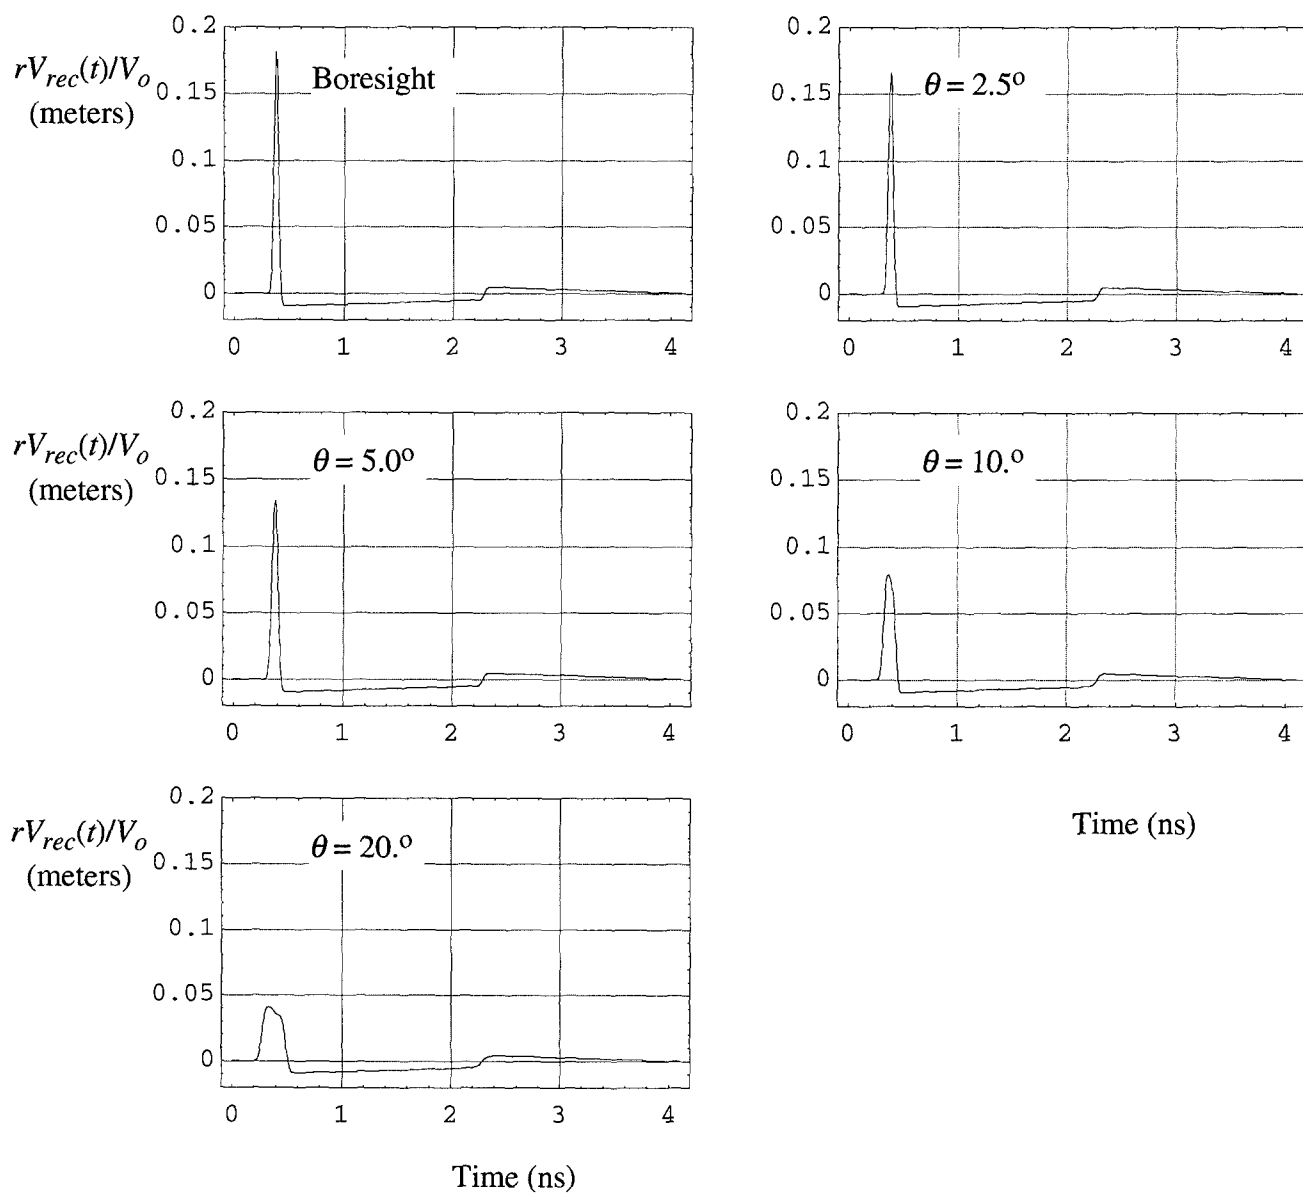 rV_rec(t)/V_o
(meters)
0.2
0.15
0.1
0.05
0
Boresight
0 1 2 3 4
0.2
0.15
0.1
0.05
0
θ = 2.5º
0 1 2 3 4
rV_rec(t)/V_o
(meters)
0.2
0.15
0.1
0.05
0
θ = 5.0º
0 1 2 3 4
0.2
0.15
0.1
0.05
0
θ = 10.º
0 1 2 3 4
rV_rec(t)/V_o
(meters)
0.2
0.15
0.1
0.05
0
θ = 20.º
0 1 2 3 4
Time (ns)
Time (ns)